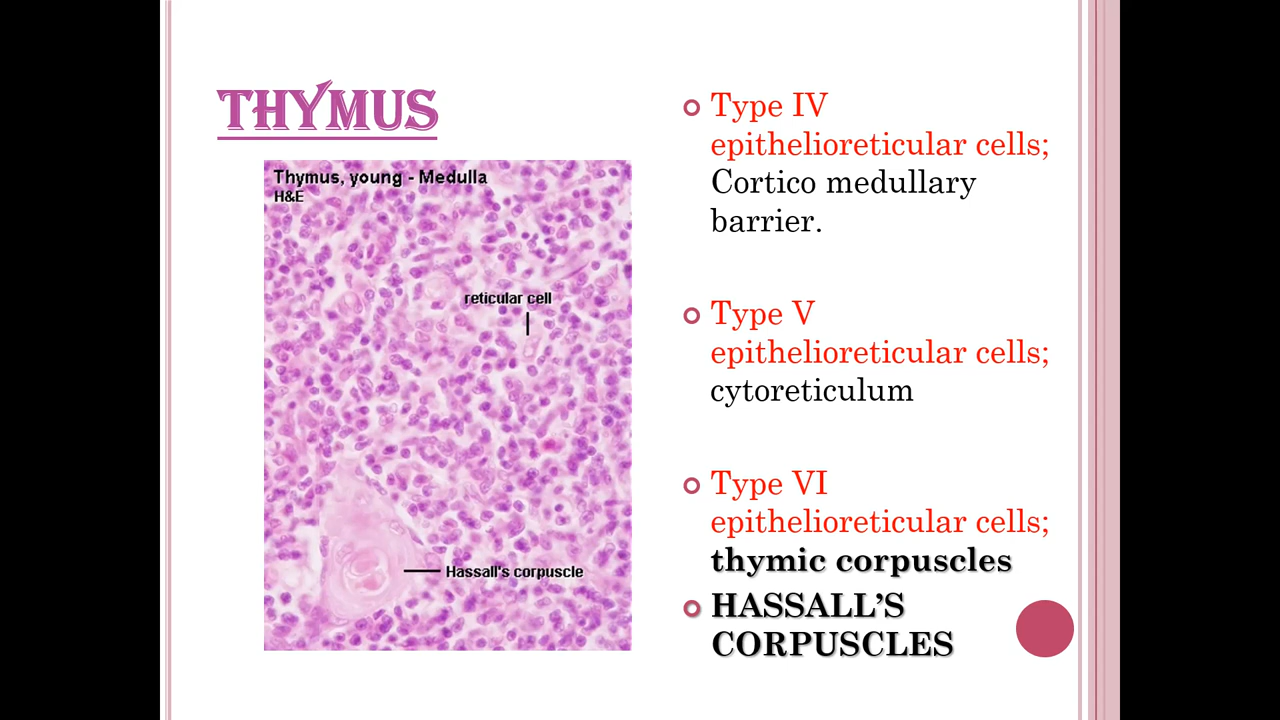 THYMUS
Thymus, young - Medulla
H&E
reticular cell
Hassall's corpuscle
Type IV
epithelioreticular cells;
Cortico medullary
barrier.
Type V
epithelioreticular cells;
cytoreticulum
Type VI
epithelioreticular cells;
thymic corpuscles
HASSALL’S
CORPUSCLES